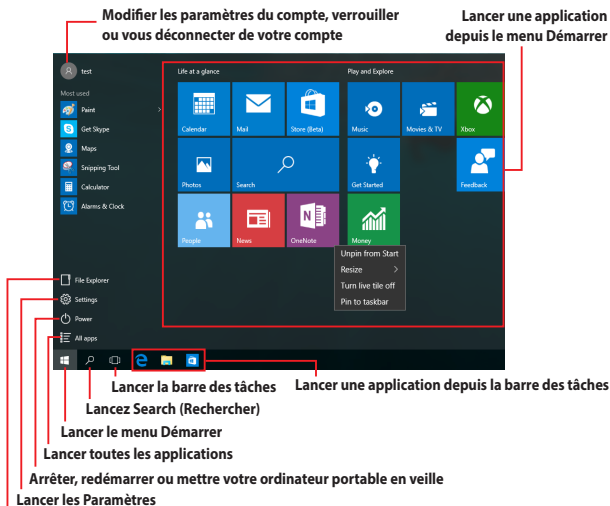 Modifier les paramètres du compte, verrouiller
ou vous déconnecter de votre compte
Lancer une application
depuis le menu Démarrer
test
Most used
Paint
Get Skype
Maps
Snipping Tool
Calculator
Alarms & Clock
File Explorer
Settings
Power
All apps
Life at a glance
Calendar
Mail
Store (Beta)
Photos
Search
People
News
OneNote
Play and Explore
Music
Movies & TV
Xbox
Get Started
Feedback
Money
Unpin from Start
Resize
Turn live tile off
Pin to taskbar
Lancer la barre des tâches
Lancer une application depuis la barre des tâches
Lancez Search (Rechercher)
Lancer le menu Démarrer
Lancer toutes les applications
Arrêter, redémarrer ou mettre votre ordinateur portable en veille
Lancer les Paramètres